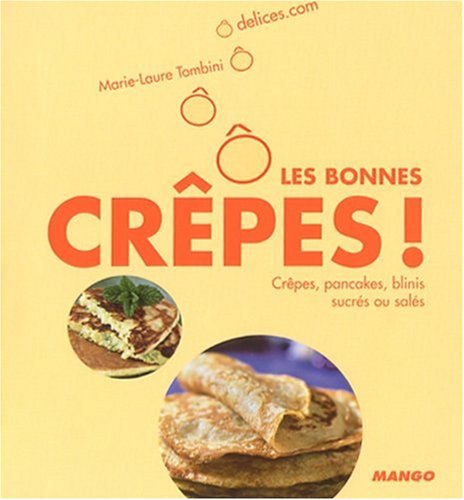 Ô delices.com
Ô
Marie-Laure Tombini
Ô
Ô LES BONNES
CRÊPES !
Crêpes, pancakes, blinis
sucrés ou salés
MANGO